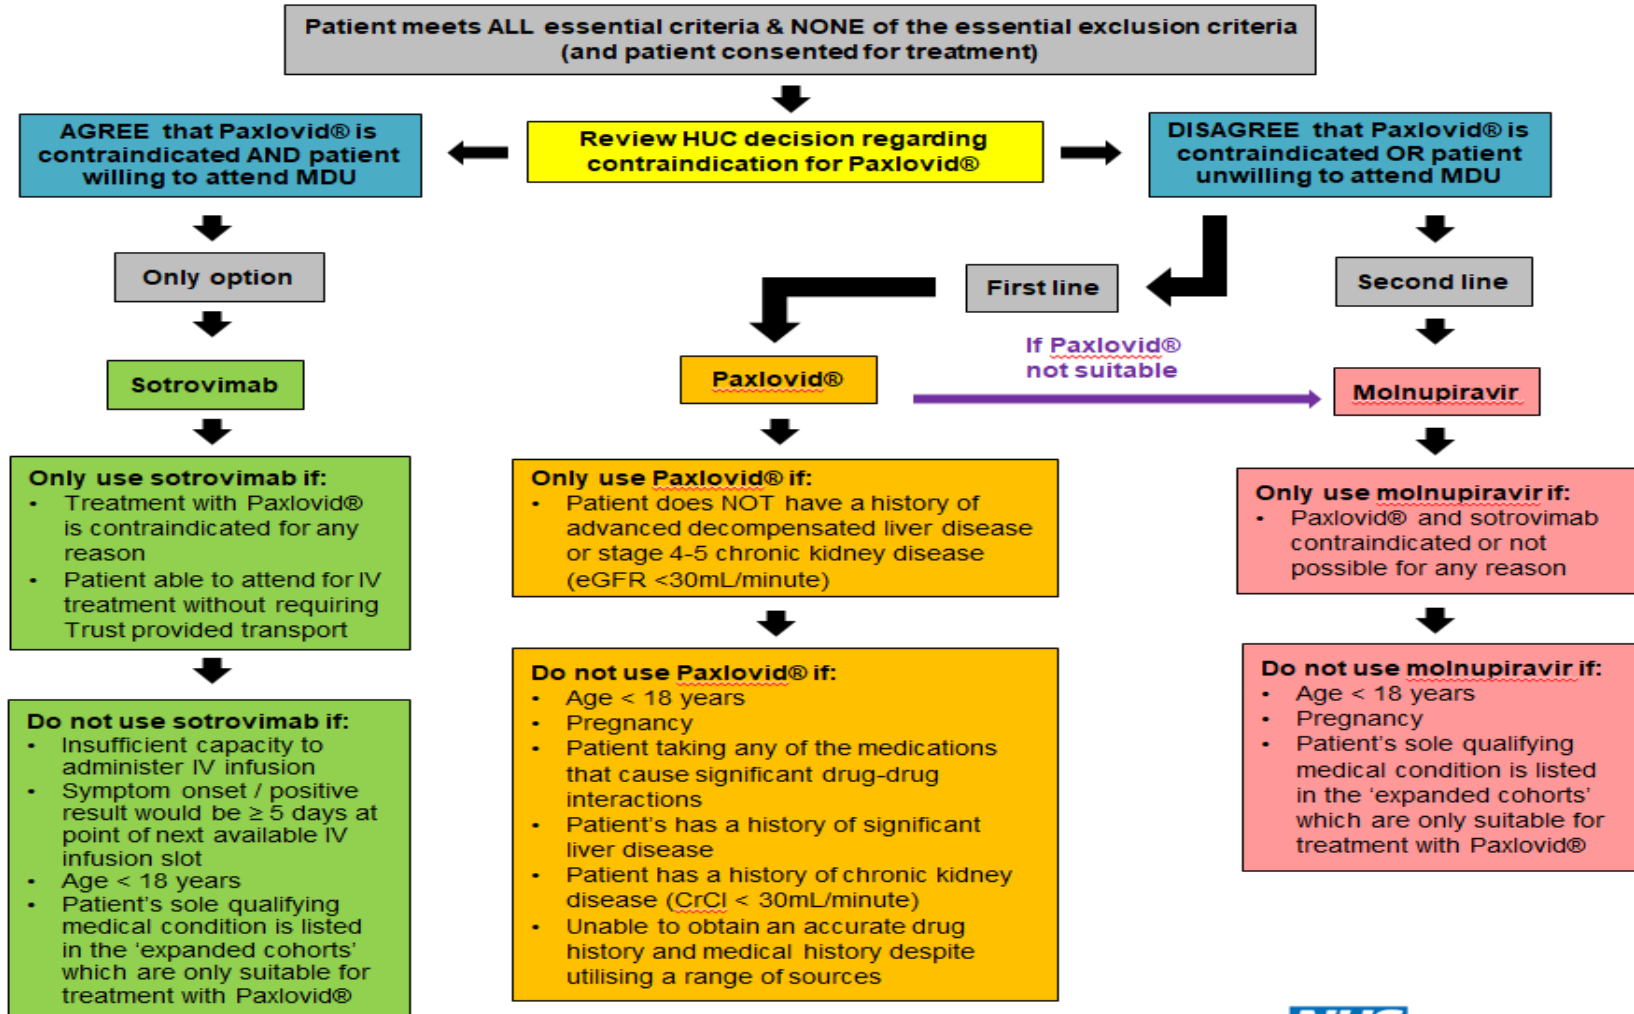 Patient meets ALL essential criteria & NONE of the essential exclusion criteria
(and patient consented for treatment)
AGREE that Paxlovid® is
contraindicated AND patient
willing to attend MDU
Review HUC decision regarding
contraindication for Paxlovid®
DISAGREE that Paxlovid® is
contraindicated OR patient
unwilling to attend MDU
Only option
First line
Second line
If Paxlovid®
not suitable
Sotrovimab
Paxlovid®
Molnupiravir
Only use sotrovimab if:
• Treatment with Paxlovid®
is contraindicated for any
reason
• Patient able to attend for IV
treatment without requiring
Trust provided transport
Only use Paxlovid® if:
• Patient does NOT have a history of
advanced decompensated liver disease
or stage 4-5 chronic kidney disease
(eGFR <30mL/minute)
Only use molnupiravir if:
• Paxlovid® and sotrovimab
contraindicated or not
possible for any reason
Do not use sotrovimab if:
• Insufficient capacity to
administer IV infusion
• Symptom onset / positive
result would be ≥ 5 days at
point of next available IV
infusion slot
• Age < 18 years
• Patient's sole qualifying
medical condition is listed
in the ‘expanded cohorts’
which are only suitable for
treatment with Paxlovid®
Do not use Paxlovid® if:
• Age < 18 years
• Pregnancy
• Patient taking any of the medications
that cause significant drug-drug
interactions
• Patient's has a history of significant
liver disease
• Patient has a history of chronic kidney
disease (CrCl < 30mL/minute)
• Unable to obtain an accurate drug
history and medical history despite
utilising a range of sources
Do not use molnupiravir if:
• Age < 18 years
• Pregnancy
• Patient's sole qualifying
medical condition is listed
in the ‘expanded cohorts’
which are only suitable for
treatment with Paxlovid®
NHS